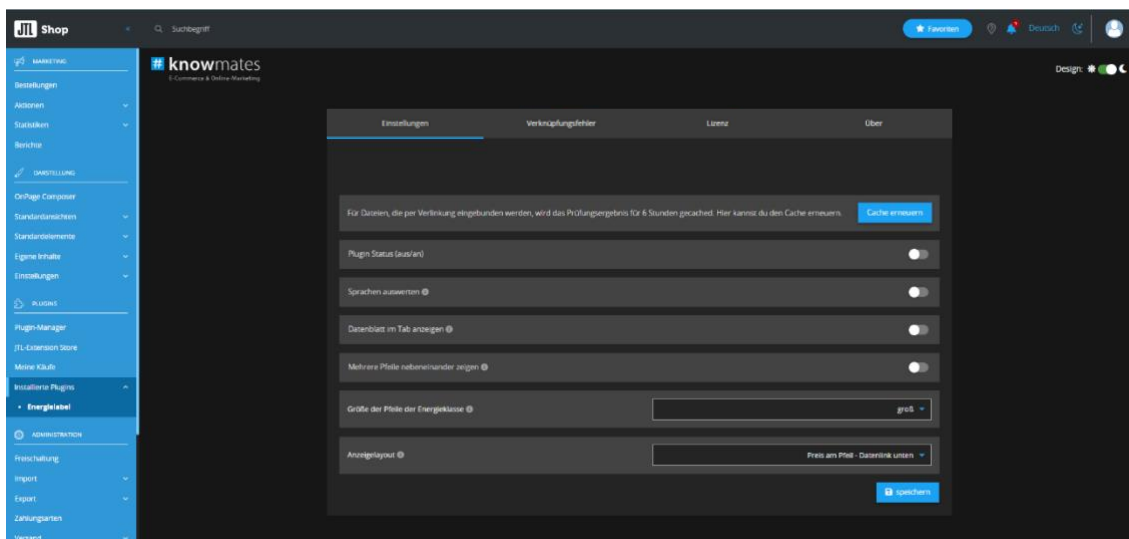 JTL Shop
Suchbegriff
Favoriten
Deutsch
MARKETING
Bestellungen
Aktionen
Statistiken
Berichte
DARSTELLUNG
OnPage Composer
Standardansichten
Standardelemente
Eigene Inhalte
Einstellungen
PLUGINS
Plugin-Manager
JTL-Extension Store
Meine Käufe
Installierte Plugins
Energielabel
ADMINISTRATION
Freischaltung
Import
Export
Zahlungsarten
Versand
#knowmates
E-Commerce & Online-Marketing
Design:
Einstellungen Verknüpfungsfehler Lizenz Über
Für Dateien, die per Verlinkung eingebunden werden, wird das Prüfungsergebnis für 6 Stunden gecached. Hier kannst du den Cache erneuern. Cache erneuern
Plugin Status (aus/an)
Sprachen auswerten
Datenblatt im Tab anzeigen
Mehrere Pfeile nebeneinander zeigen
Größe der Pfeile der Energieklasse groß
Anzeigelayout Preis am Pfeil - Datenlink unten
speichern